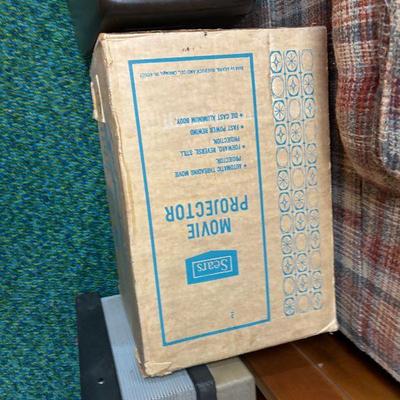 Sears
MOVIE
PROJECTOR
★ AUTOMATIC THREADING MOVIE
PROJECTOR.
★ FORWARD, REVERSE, STILL
PROJECTION.
★ FAST POWER REWIND
★ DIE CAST ALUMINUM BODY.